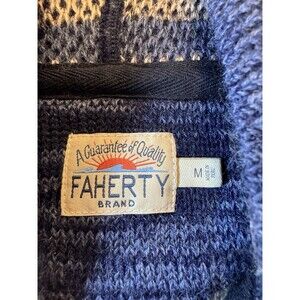 A Guarantee of Quality
FAHERTY
BRAND
M